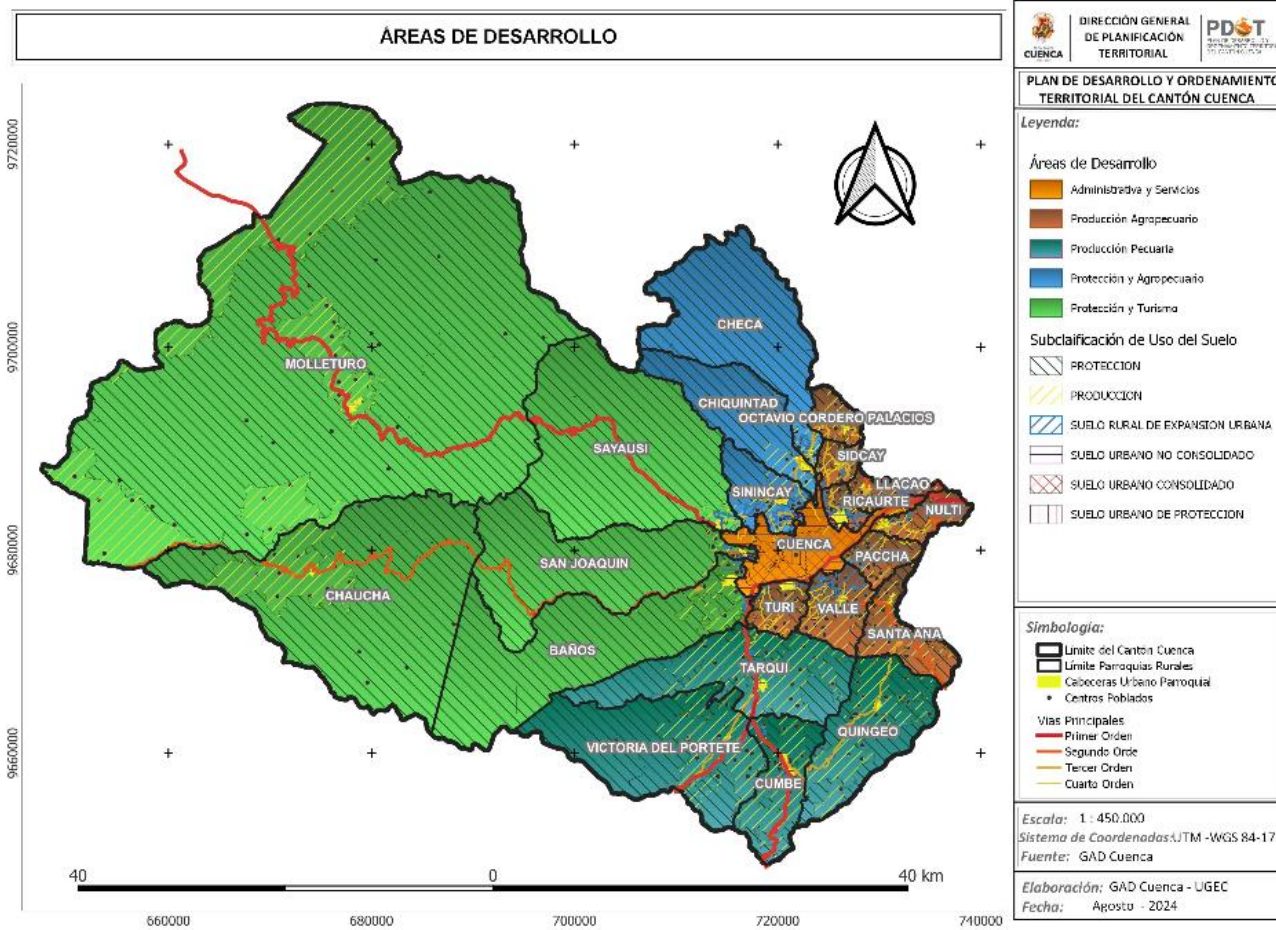 ÁREAS DE DESARROLLO
CUENCA
DIRECCIÓN GENERAL
DE PLANIFICACIÓN
TERRITORIAL
PDOT
PLAN DE DESARROLLO Y ORDENAMIENTO
TERRITORIAL DEL CANTÓN CUENCA
Leyenda:
Áreas de Desarrollo
Administrativa y Servicios
Producción Agropecuario
Producción Pecuaria
Protección y Agropecuario
Protección y Turismo
Subclaificación de Uso del Suelo
PROTECCION
PRODUCCION
SUELO RURAL DE EXPANSION URBANA
SUELO URBANO NO CONSOLIDADO
SUELO URBANO CONSOLIDADO
SUELO URBANO DE PROTECCION
Simbología:
Límite del Cantón Cuenca
Límite Parroquias Rurales
Cabeceras Urbano Parroquial
Centros Poblados
Vías Principales
Primer Orden
Segundo Orde
Tercer Orden
Cuarto Orden
Escala: 1 : 450.000
Sistema de Coordenadas:UTM -WGS 84-17
Fuente: GAD Cuenca
Elaboración: GAD Cuenca - UGEC
Fecha: Agosto - 2024
9720000
9700000
9680000
9660000
CHECA
MOLLETURO
CHIQUINTAD
OCTAVIO CORDERO PALACIOS
SAYAUSI
SIDCAY
LLACAO
SININCAY
RICAURTE
NULTI
CUENCA
PACCHA
SAN JOAQUIN
CHAUCHA
TURI
VALLE
SANTA ANA
BAÑOS
TARQUI
QUINGEO
VICTORIA DEL PORTETE
CUMBE
40 0 40 km
660000 680000 700000 720000 740000